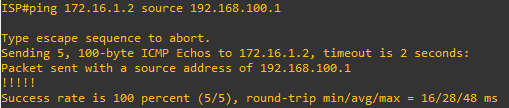 ISP#ping 172.16.1.2 source 192.168.100.1
Type escape sequence to abort.
Sending 5, 100-byte ICMP Echos to 172.16.1.2, timeout is 2 seconds:
Packet sent with a source address of 192.168.100.1
!!!!!
Success rate is 100 percent (5/5), round-trip min/avg/max = 16/28/48 ms